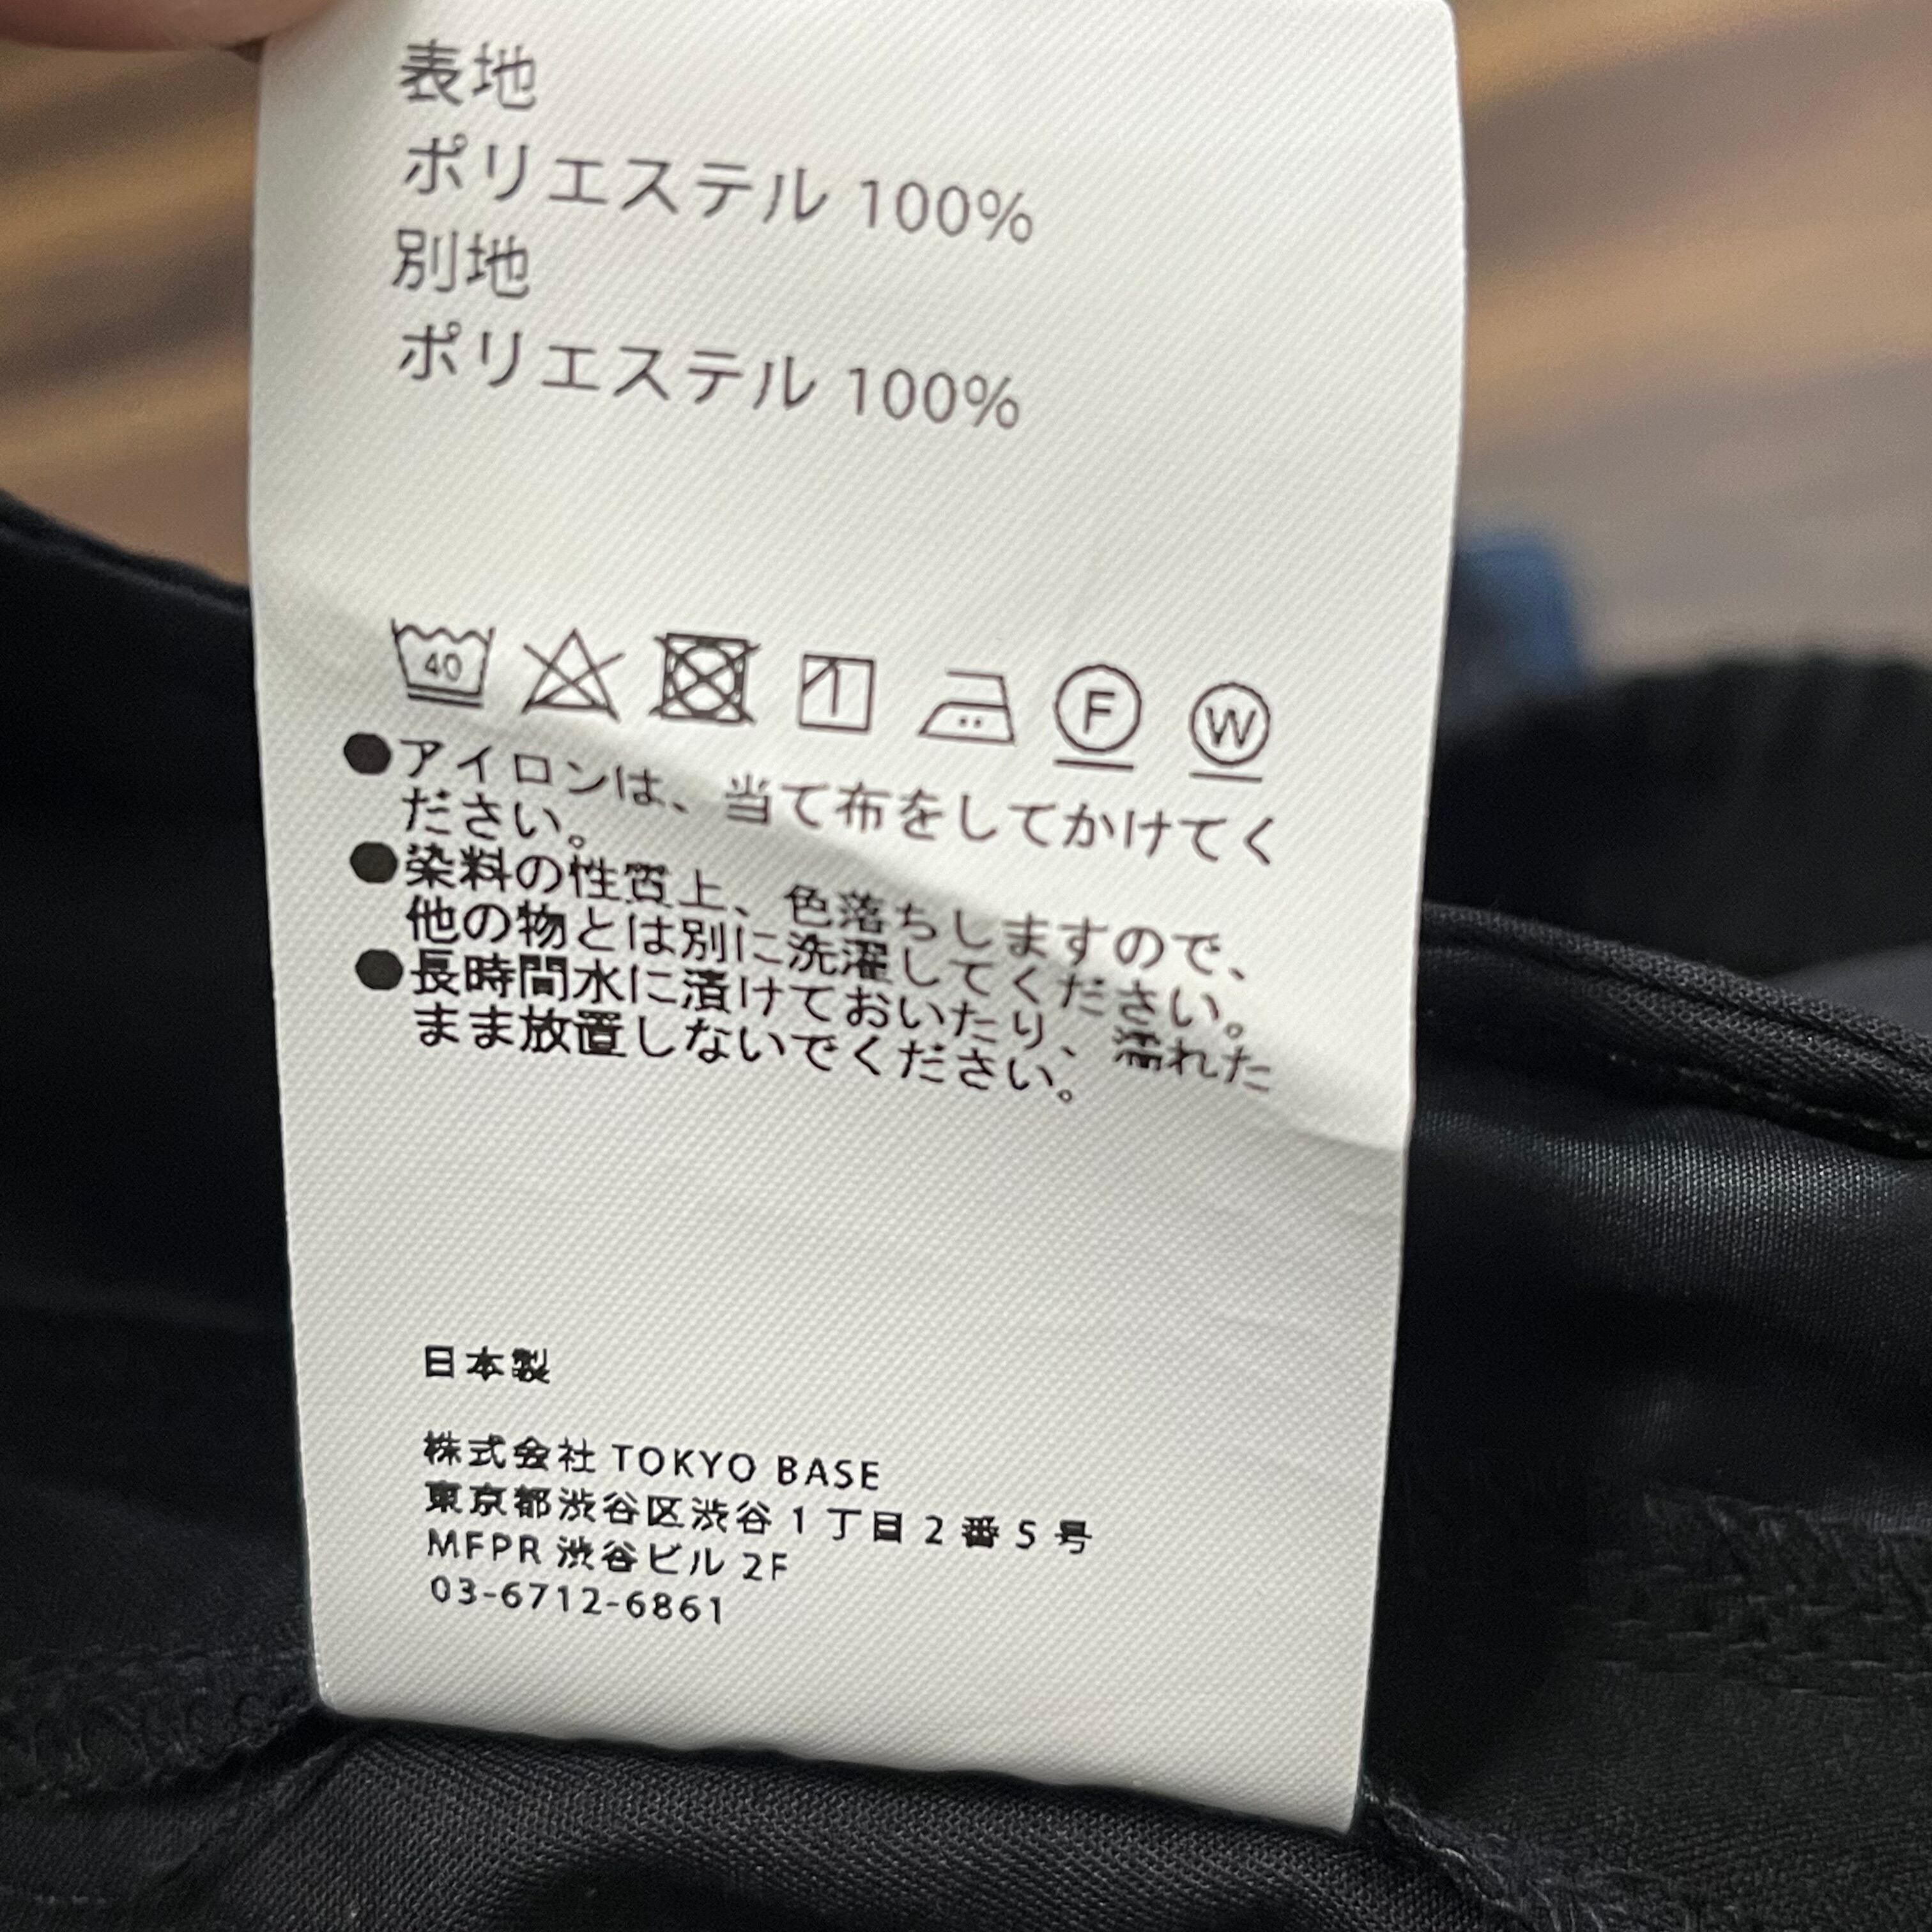 表地
ポリエステル 100%
別地
ポリエステル 100%
40
F
W
●アイロンは、当て布をしてかけてく
ださい。
●染料の性質上、色落ちしますので、
他の物とは別に洗濯してください。
●長時間水に漬けておいたり、濡れた
まま放置しないでください。
日本製
株式会社 TOKYO BASE
東京都渋谷区渋谷 1 丁目 2 番 5 号
MFPR 渋谷ビル 2F
03-6712-6861